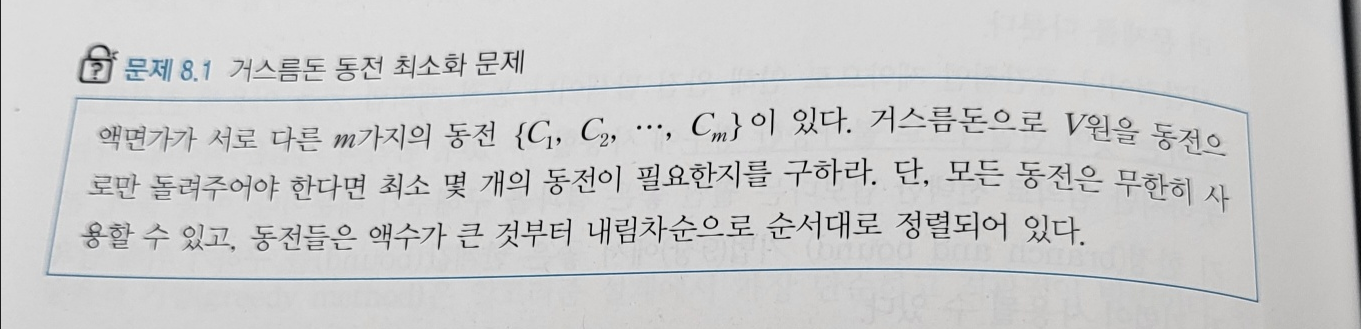 문제 8.1 거스름돈 동전 최소화 문제
액면가가 서로 다른 m가지의 동전 {C₁, C₂, ⋯, Cₘ}이 있다. 거스름돈으로 V원을 동전으
로만 돌려주어야 한다면 최소 몇 개의 동전이 필요한지를 구하라. 단, 모든 동전은 무한히 사
용할 수 있고, 동전들은 액수가 큰 것부터 내림차순으로 순서대로 정렬되어 있다.